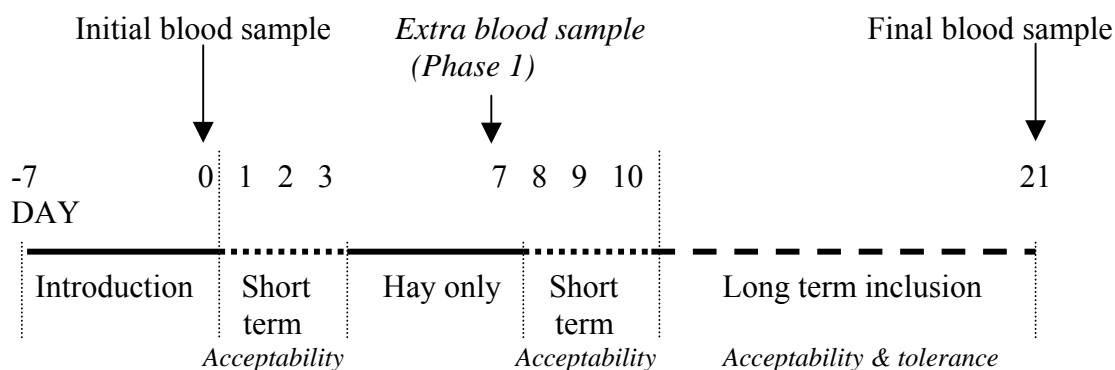 Initial blood sample Extra blood sample Final blood sample
(Phase 1)
-7 0 1 2 3 7 8 9 10 21
DAY
Introduction Short Hay only Short Long term inclusion
term term
Acceptability Acceptability Acceptability & tolerance